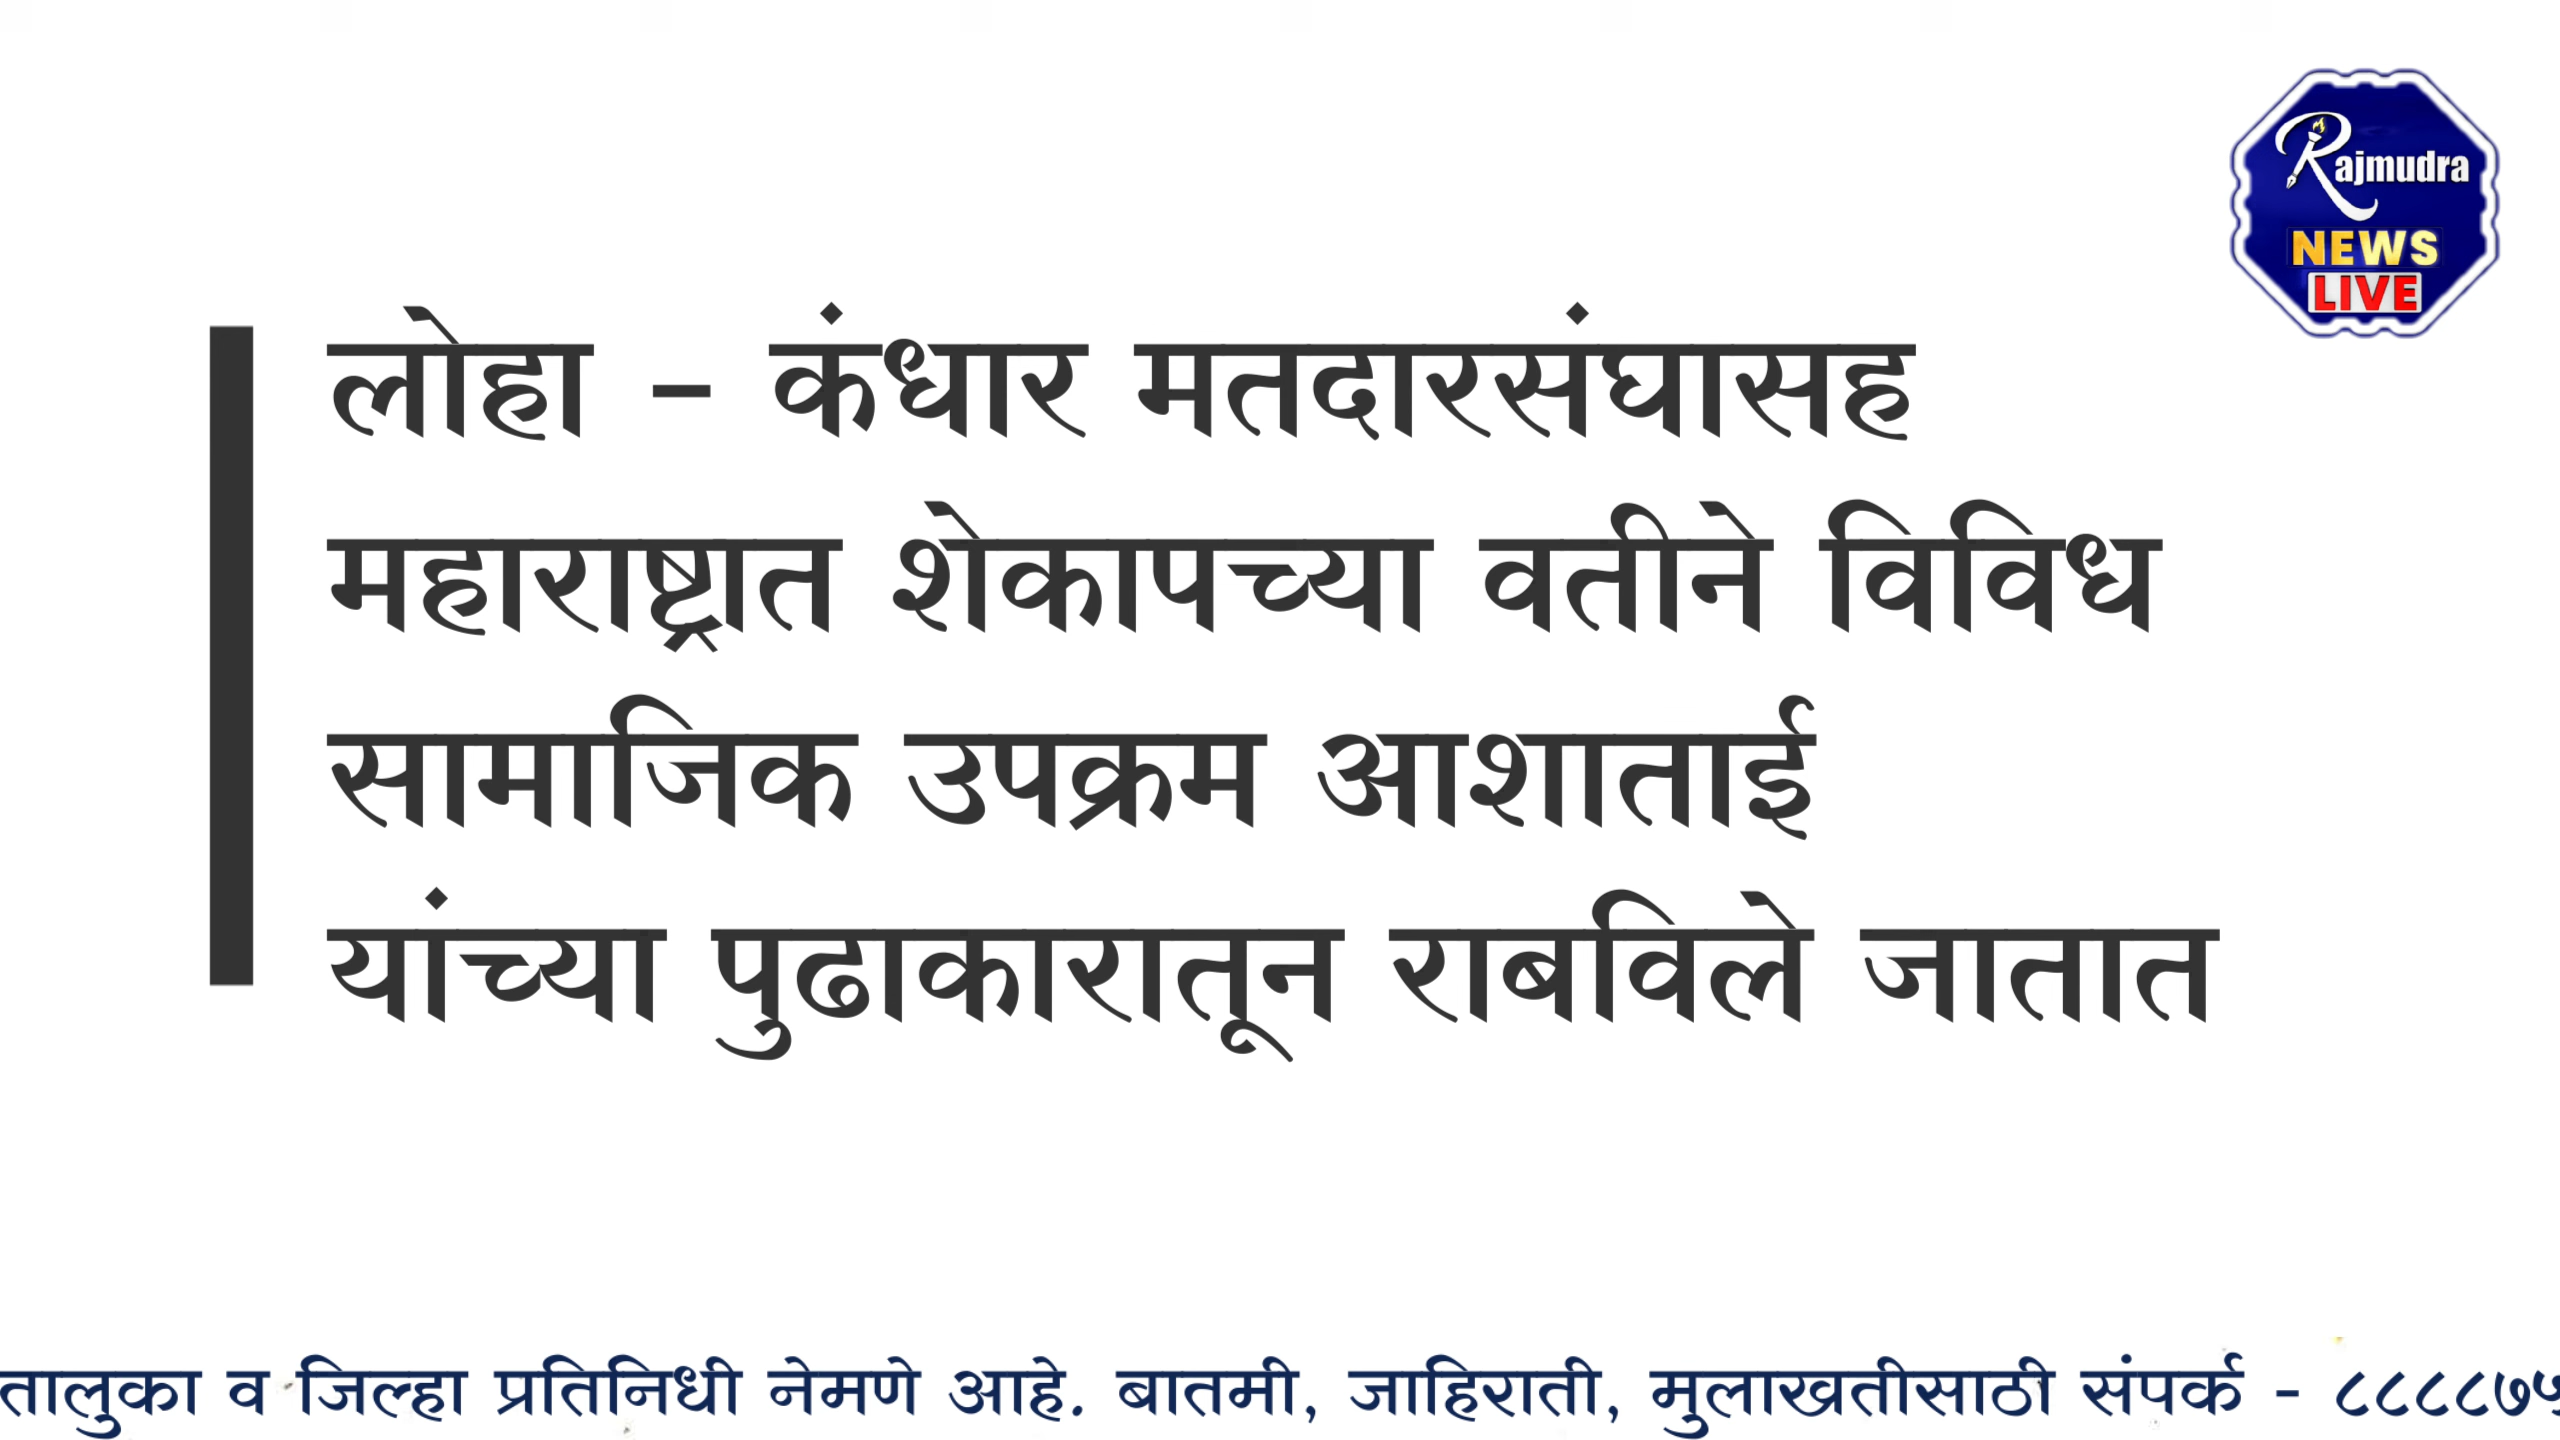 Rajmudra
NEWS
LIVE
लोहा - कंधार मतदारसंघासह
महाराष्ट्रात शेकापच्या वतीने विविध
सामाजिक उपक्रम आशाताई
यांच्या पुढाकारातून राबविले जातात
तालुका व जिल्हा प्रतिनिधी नेमणे आहे. बातमी, जाहिराती, मुलाखतीसाठी संपर्क - ८८८८७५